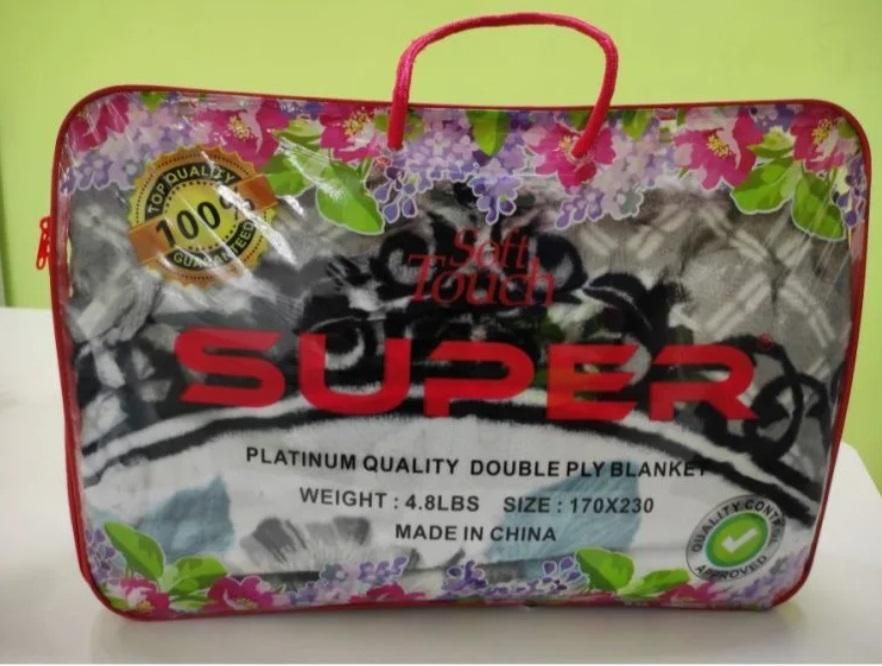 TOP QUALITY
100%
GUARANTEED
Soft
Touch
SUPER®
PLATINUM QUALITY DOUBLE PLY BLANKET
WEIGHT : 4.8LBS SIZE : 170X230
MADE IN CHINA
QUALITY CONTROL
APPROVED